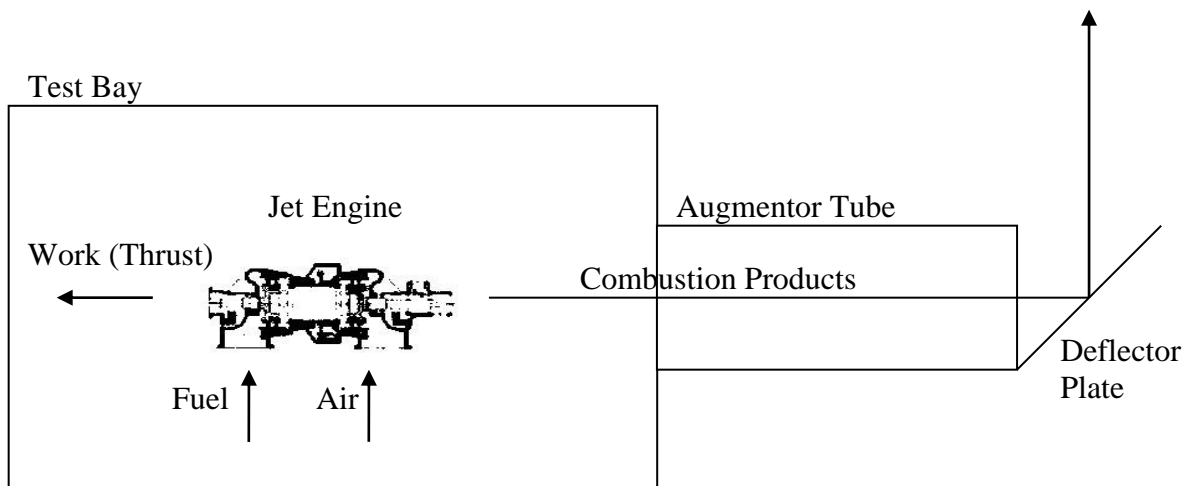 Test Bay
Jet Engine
Augmentor Tube
Work (Thrust)
Combustion Products
Deflector
Plate
Fuel
Air